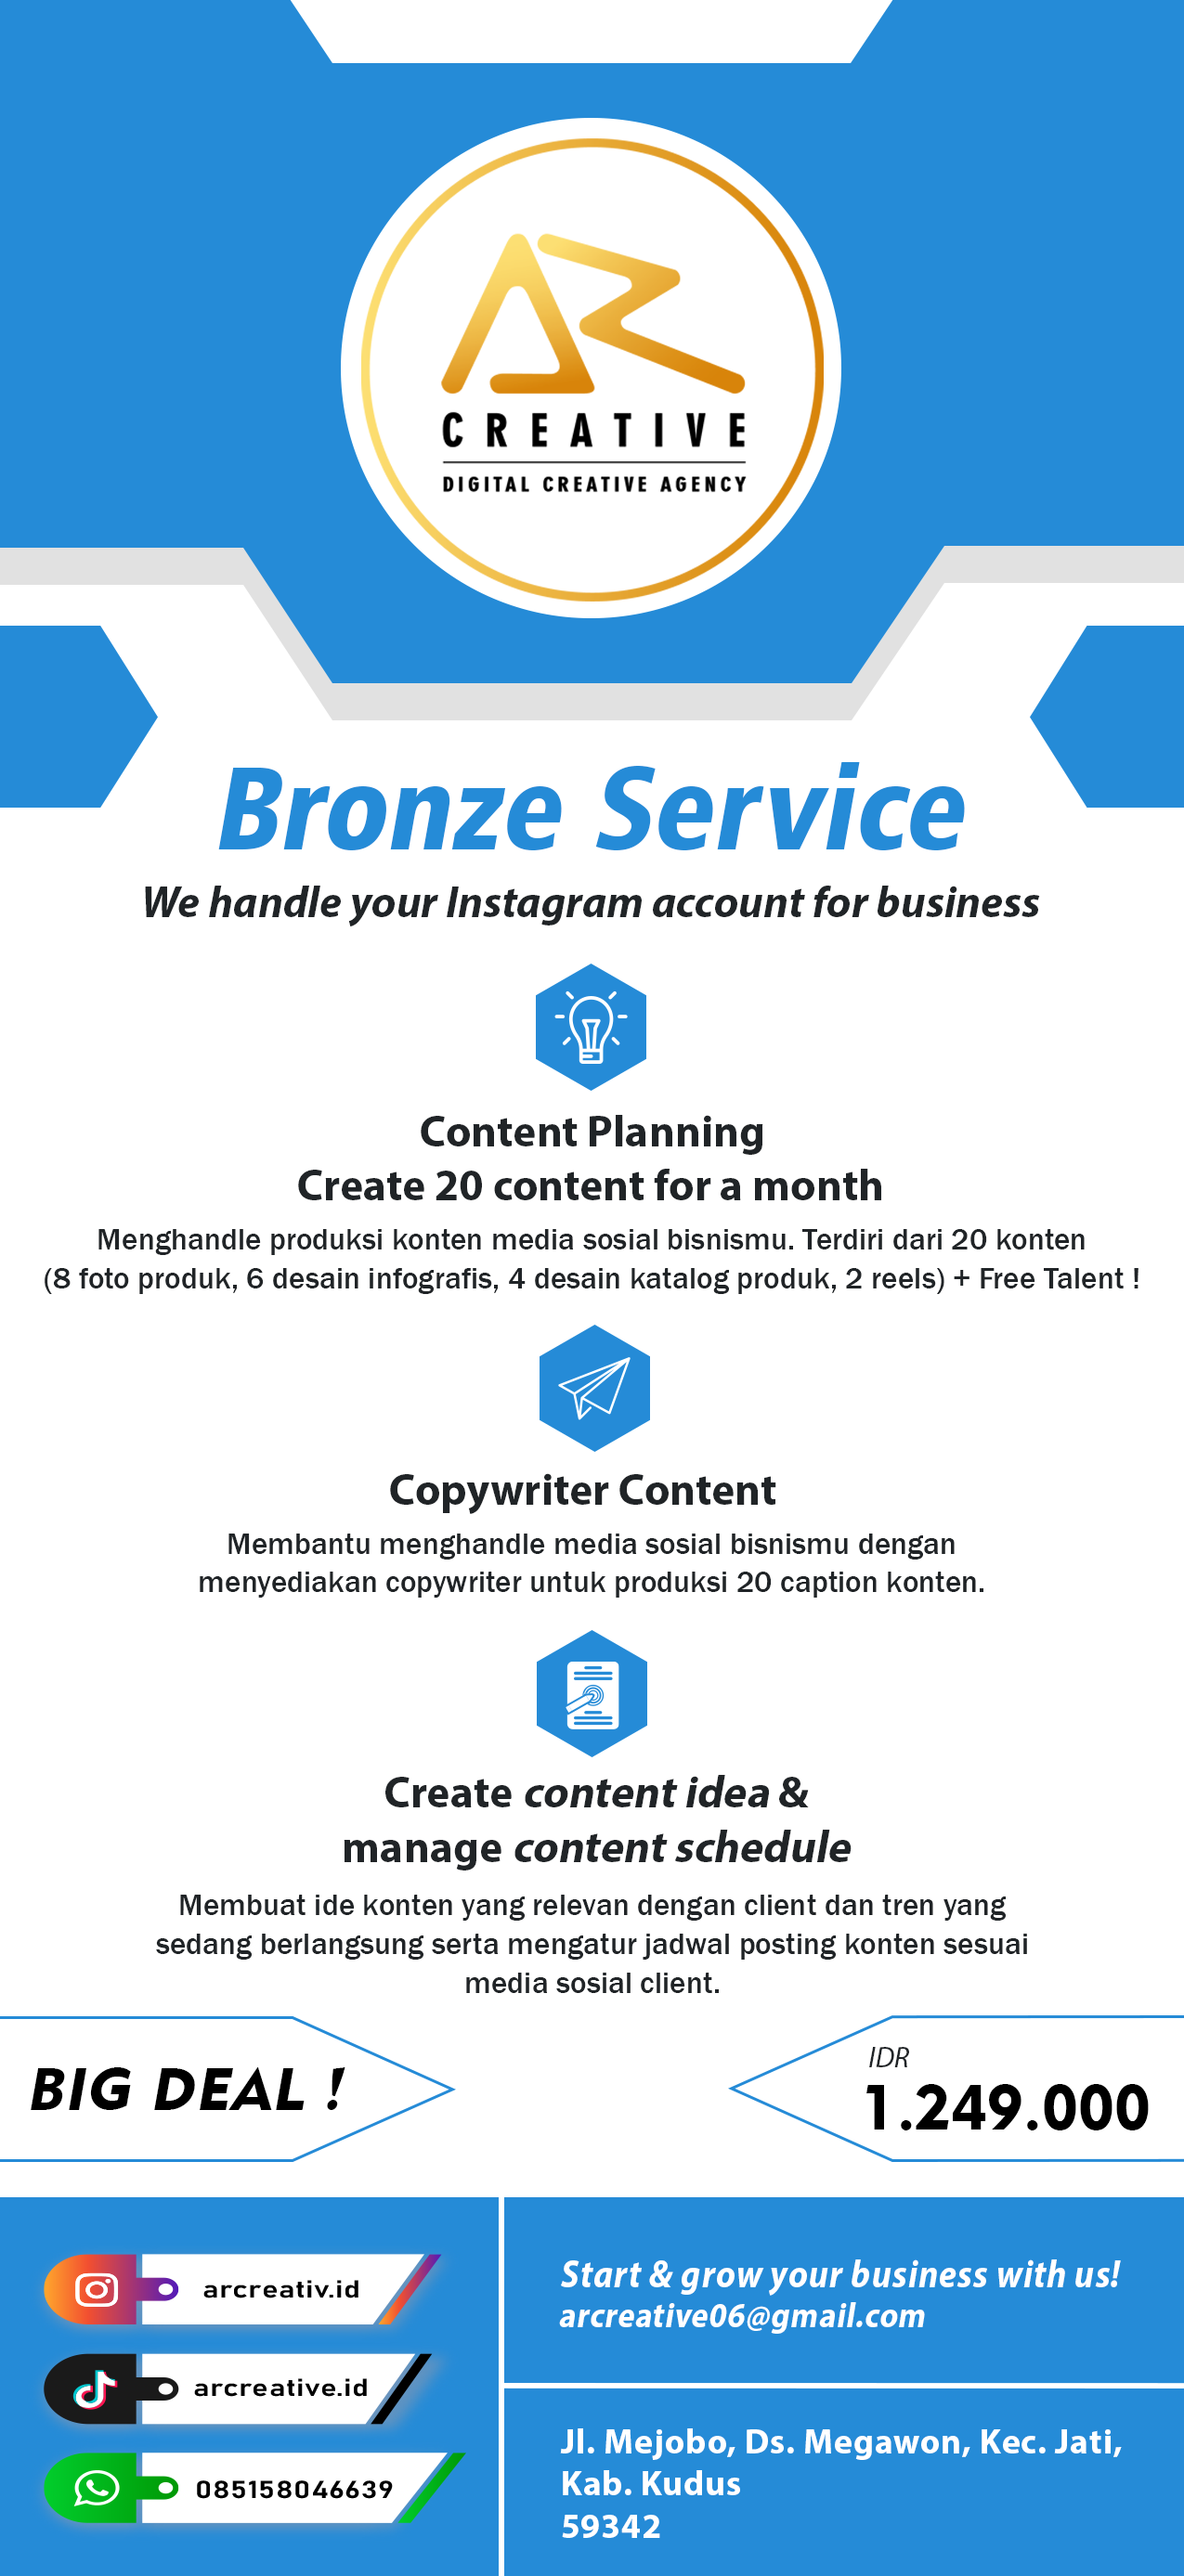 AR
CREATIVE
DIGITAL CREATIVE AGENCY
Bronze Service
We handle your Instagram account for business
Content Planning
Create 20 content for a month
Menghandle produksi konten media sosial bisnismu. Terdiri dari 20 konten
(8 foto produk, 6 desain infografis, 4 desain katalog produk, 2 reels) + Free Talent !
Copywriter Content
Membantu menghandle media sosial bisnismu dengan
menyediakan copywriter untuk produksi 20 caption konten.
Create content idea &
manage content schedule
Membuat ide konten yang relevan dengan client dan tren yang
sedang berlangsung serta mengatur jadwal posting konten sesuai
media sosial client.
BIG DEAL !
IDR
1.249.000
arcreativ.id
arcreative.id
085158046639
Start & grow your business with us!
arcreative06@gmail.com
Jl. Mejobo, Ds. Megawon, Kec. Jati,
Kab. Kudus
59342